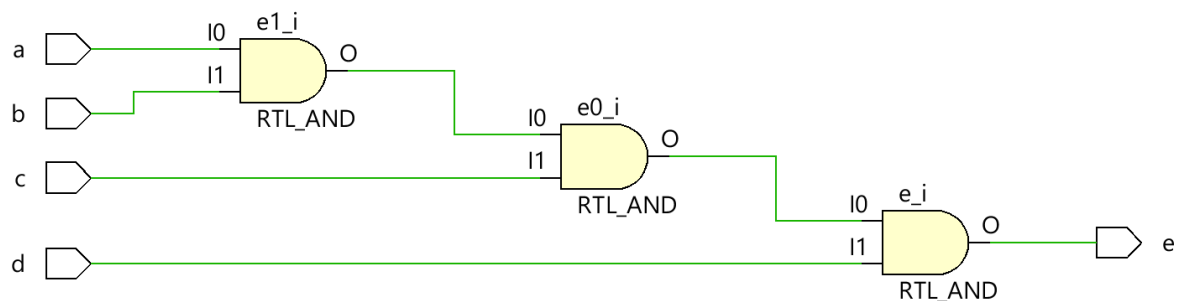 a
I0
e1_i
O
I1
b
RTL_AND
I0
e0_i
O
c
I1
RTL_AND
I0
e_i
O
d
I1
e
RTL_AND